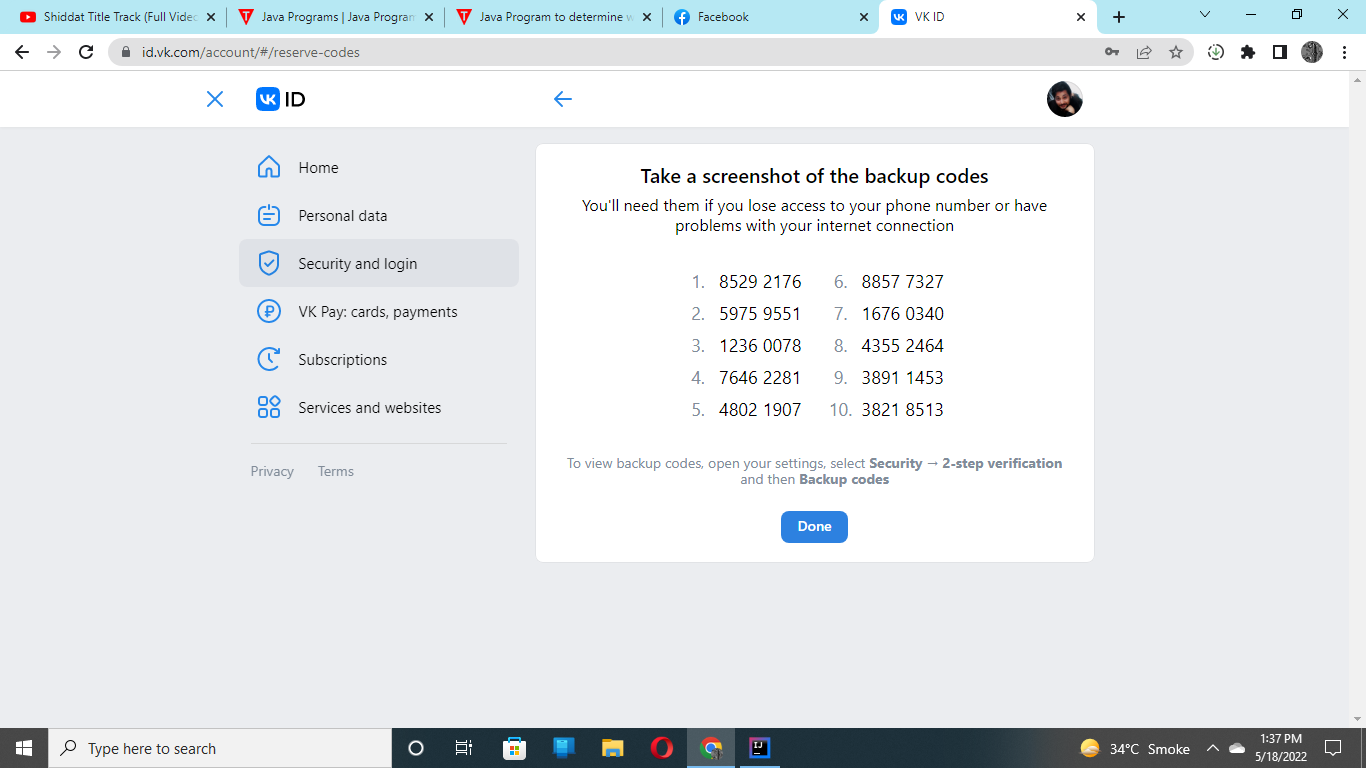 Shiddat Title Track (Full Video
Java Programs | Java Program
Java Program to determine w
Facebook
VK ID
id.vk.com/account/#/reserve-codes
VK ID
Home
Personal data
Security and login
VK Pay: cards, payments
Subscriptions
Services and websites
Privacy Terms
Take a screenshot of the backup codes
You'll need them if you lose access to your phone number or have
problems with your internet connection
1. 8529 2176 6. 8857 7327
2. 5975 9551 7. 1676 0340
3. 1236 0078 8. 4355 2464
4. 7646 2281 9. 3891 1453
5. 4802 1907 10. 3821 8513
To view backup codes, open your settings, select Security → 2-step verification
and then Backup codes
Done
Type here to search
34°C Smoke
1:37 PM
5/18/2022